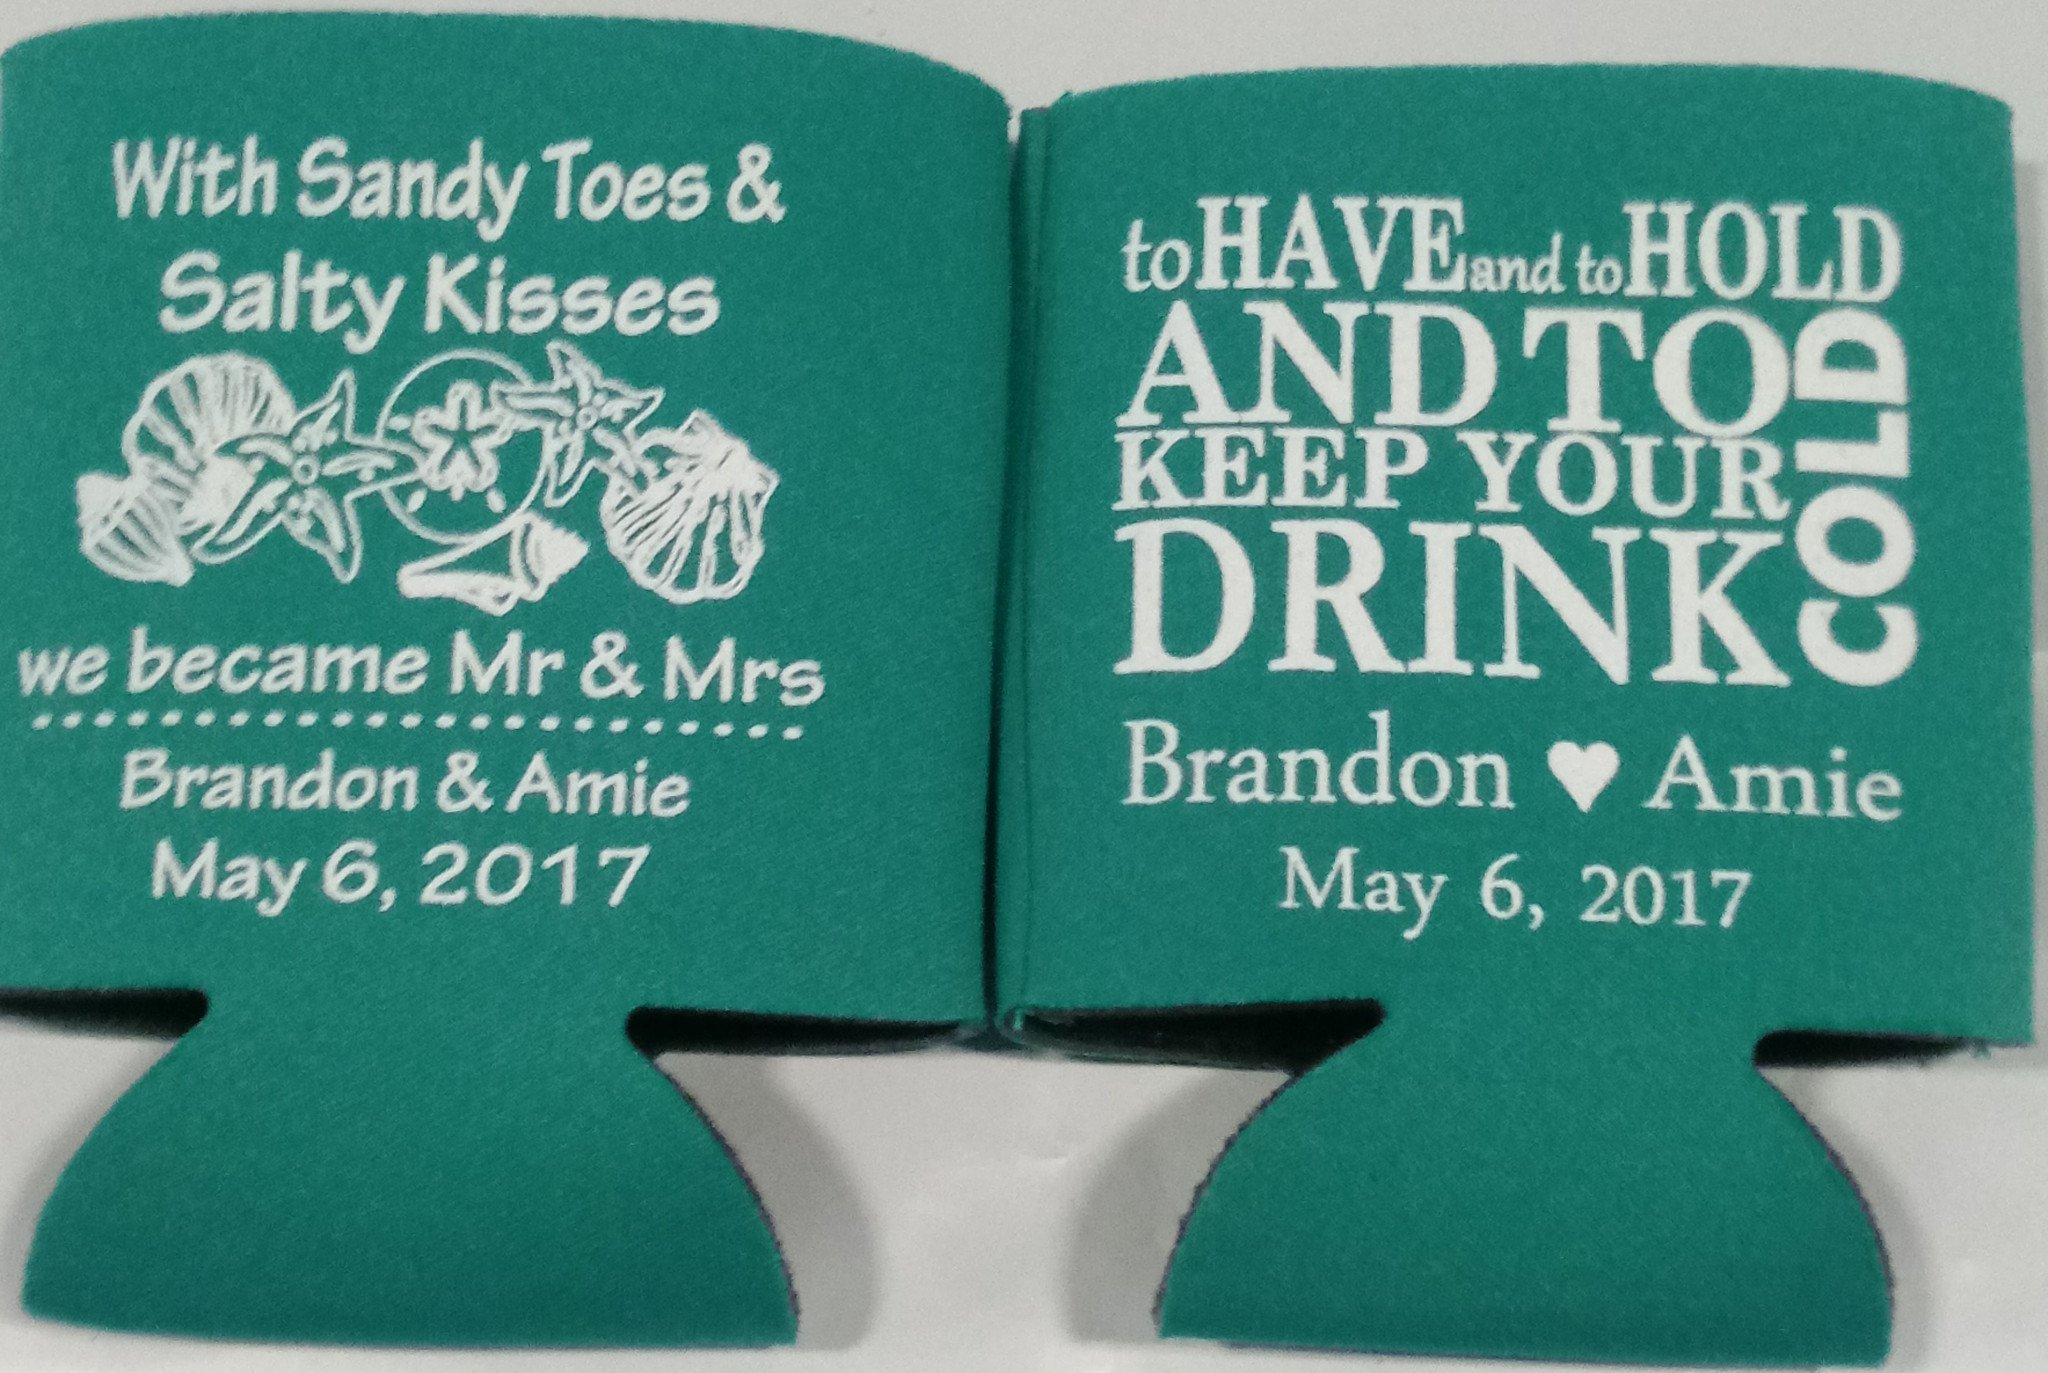 With Sandy Toes &
Salty Kisses
we became Mr & Mrs
Brandon & Amie
May 6, 2017
to HAVE and to HOLD
AND TO
KEEP YOUR
DRINK
COLD
Brandon ♥ Amie
May 6, 2017